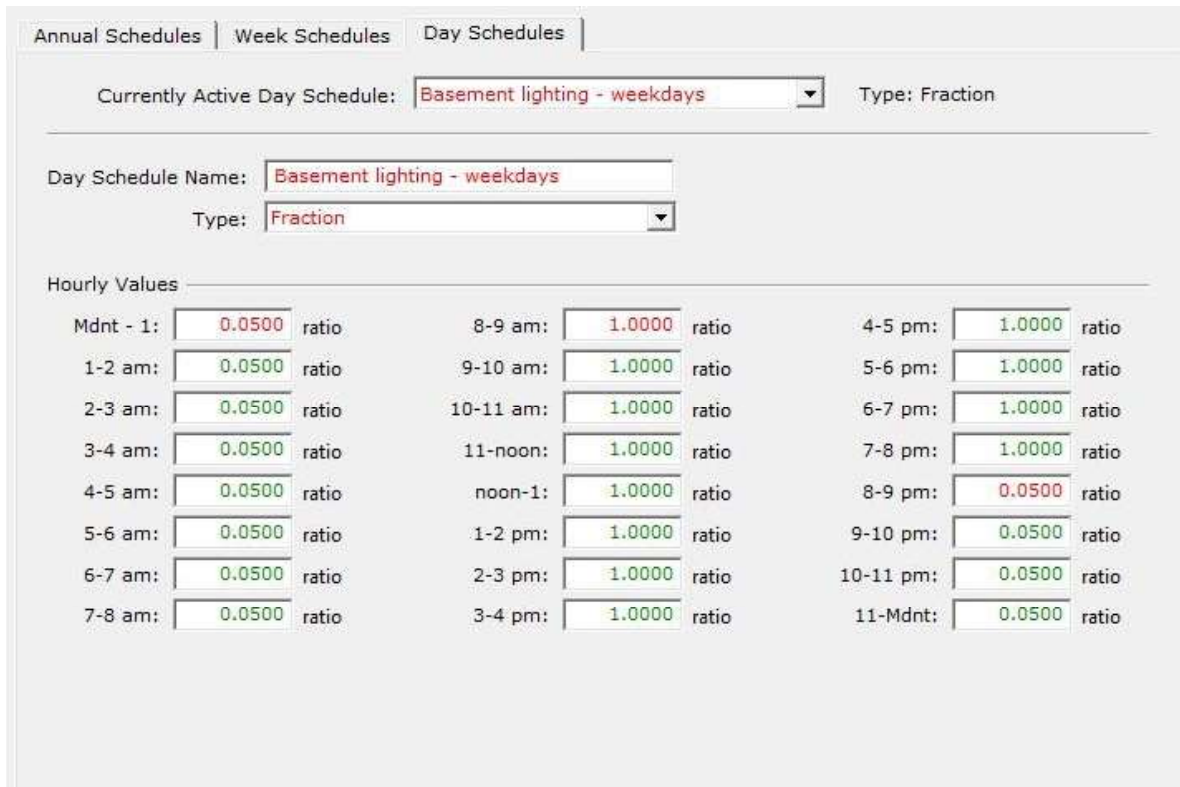 Annual Schedules Week Schedules Day Schedules
Currently Active Day Schedule: Basement lighting - weekdays Type: Fraction
Day Schedule Name: Basement lighting - weekdays
Type: Fraction
Hourly Values
Mdnt - 1: 0.0500 ratio 8-9 am: 1.0000 ratio 4-5 pm: 1.0000 ratio
1-2 am: 0.0500 ratio 9-10 am: 1.0000 ratio 5-6 pm: 1.0000 ratio
2-3 am: 0.0500 ratio 10-11 am: 1.0000 ratio 6-7 pm: 1.0000 ratio
3-4 am: 0.0500 ratio 11-noon: 1.0000 ratio 7-8 pm: 1.0000 ratio
4-5 am: 0.0500 ratio noon-1: 1.0000 ratio 8-9 pm: 0.0500 ratio
5-6 am: 0.0500 ratio 1-2 pm: 1.0000 ratio 9-10 pm: 0.0500 ratio
6-7 am: 0.0500 ratio 2-3 pm: 1.0000 ratio 10-11 pm: 0.0500 ratio
7-8 am: 0.0500 ratio 3-4 pm: 1.0000 ratio 11-Mdnt: 0.0500 ratio